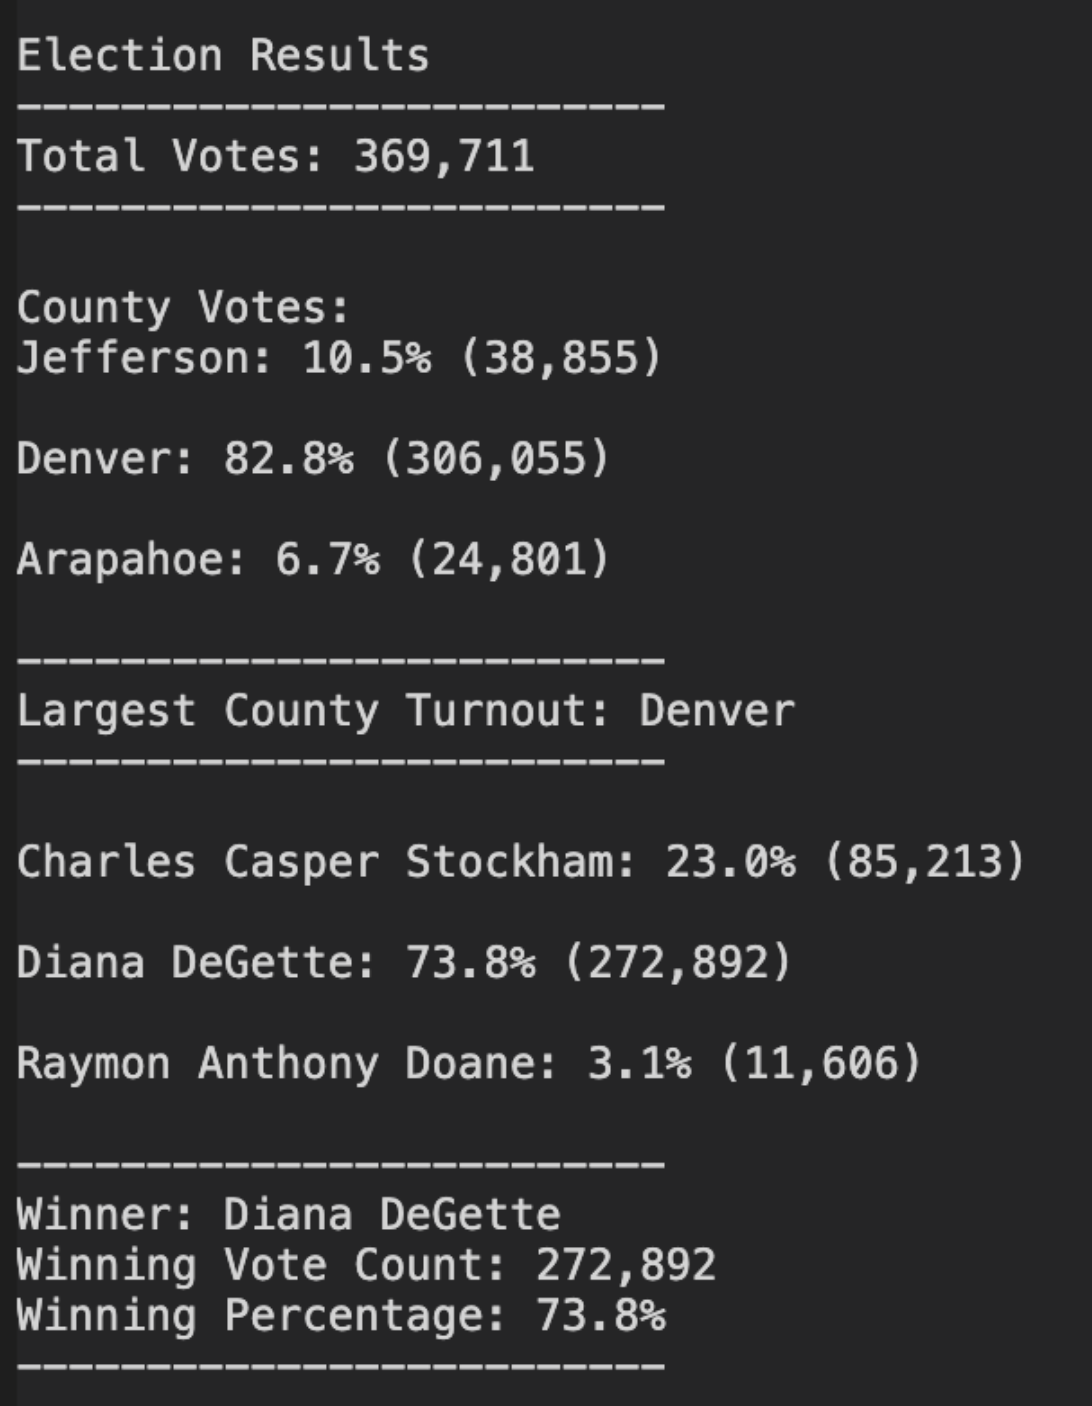 Election Results
-------------------------
Total Votes: 369,711
-------------------------
County Votes:
Jefferson: 10.5% (38,855)
Denver: 82.8% (306,055)
Arapahoe: 6.7% (24,801)
-------------------------
Largest County Turnout: Denver
-------------------------
Charles Casper Stockham: 23.0% (85,213)
Diana DeGette: 73.8% (272,892)
Raymon Anthony Doane: 3.1% (11,606)
-------------------------
Winner: Diana DeGette
Winning Vote Count: 272,892
Winning Percentage: 73.8%
-------------------------